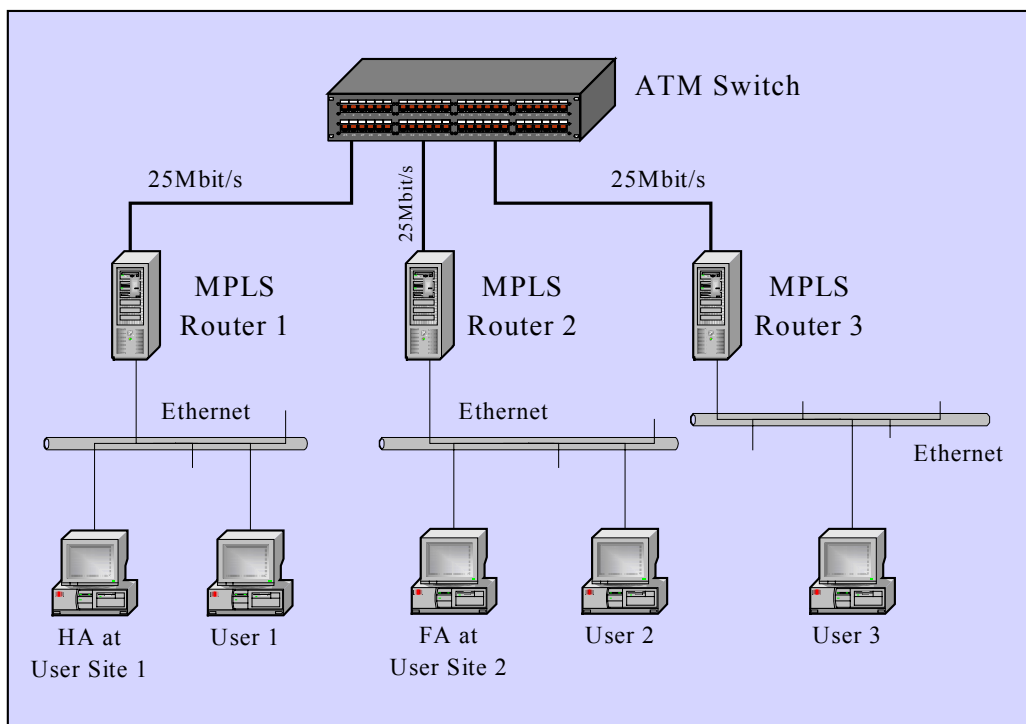 ATM Switch
25Mbit/s
25Mbit/s
25Mbit/s
MPLS
Router 1
MPLS
Router 2
MPLS
Router 3
Ethernet
Ethernet
Ethernet
HA at
User Site 1
User 1
FA at
User Site 2
User 2
User 3